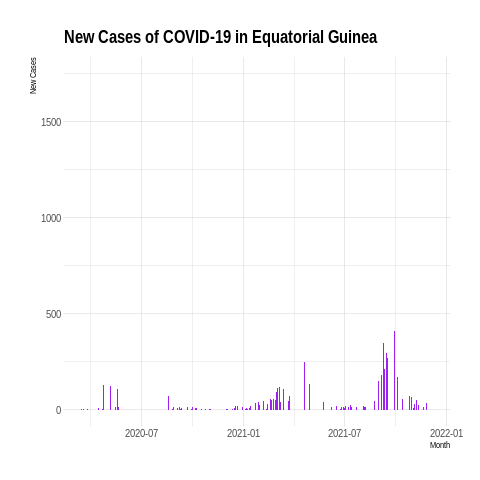 New Cases of COVID-19 in Equatorial Guinea
New Cases
1500
1000
500
0
2020-07
2021-01
2021-07
2022-01
Month